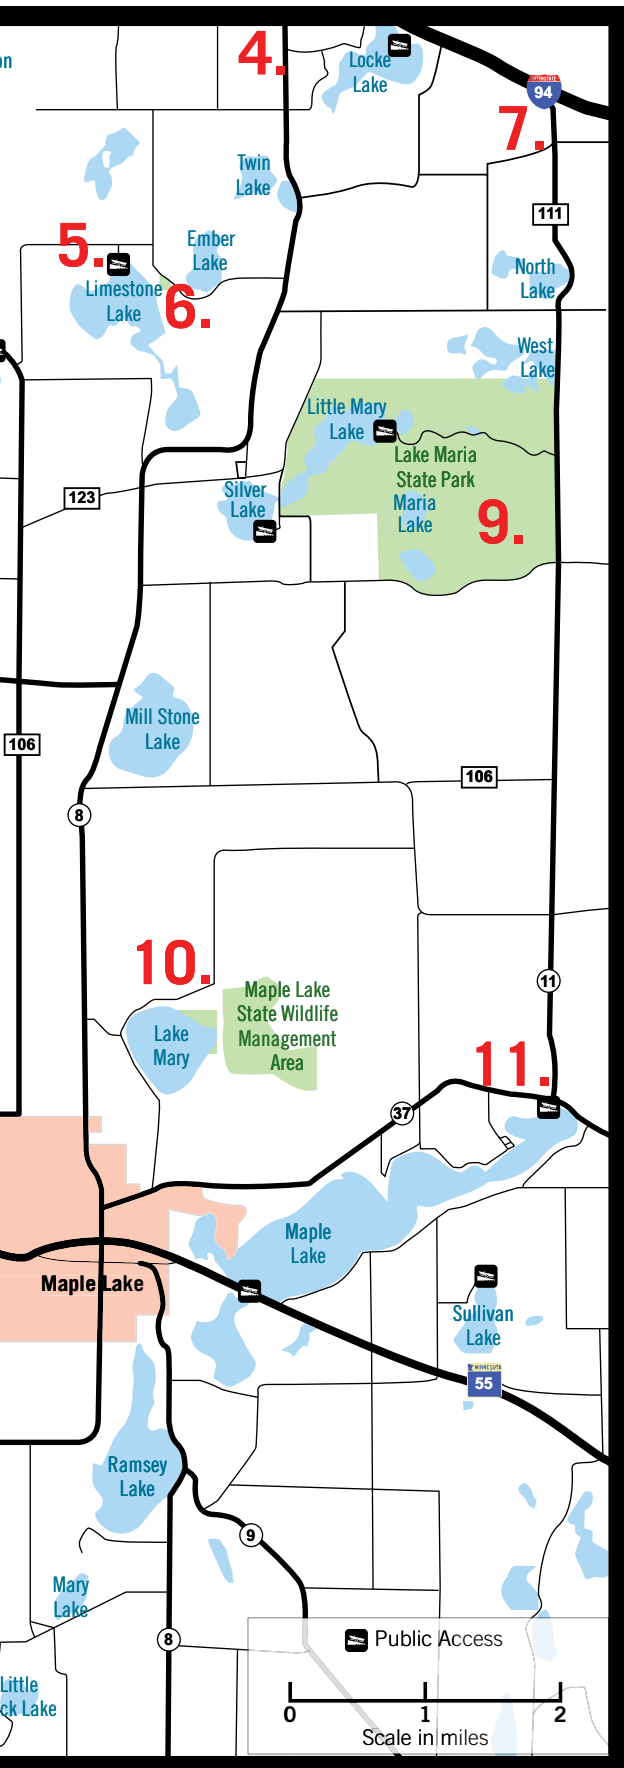 on
4.
Locke
Lake
INTERSTATE
94
7.
Twin
Lake
111
5.
Ember
Lake
North
Lake
Limestone
Lake
6.
West
Lake
Little Mary
Lake
Lake Maria
State Park
Maria
Lake
9.
123
Silver
Lake
Mill Stone
Lake
106
106
8
10.
Maple Lake
State Wildlife
Management
Area
11
Lake
Mary
11.
37
Maple
Lake
Maple Lake
Sullivan
Lake
MINNESOTA
55
Ramsey
Lake
9
Mary
Lake
8
Public Access
Little
ck Lake
0 1 2
Scale in miles